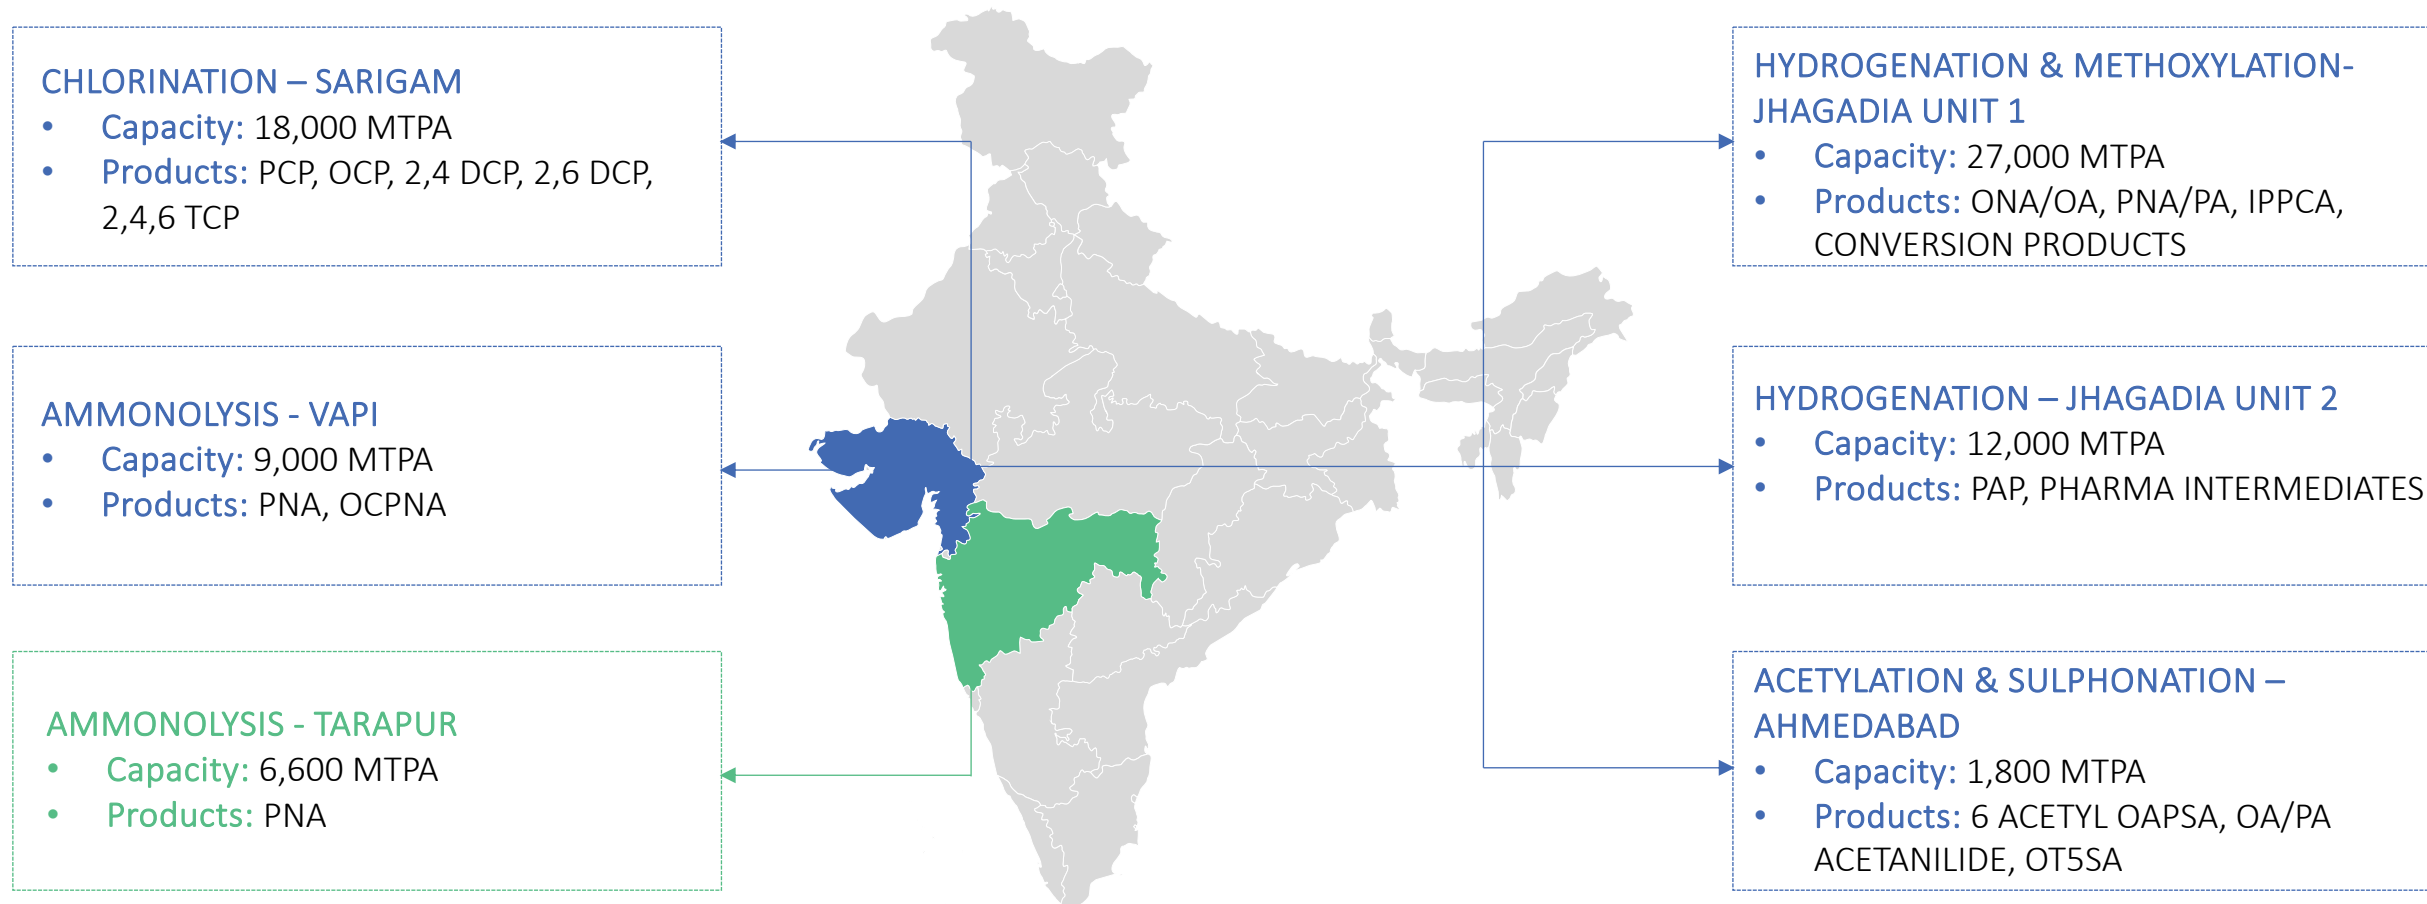 CHLORINATION – SARIGAM
• Capacity: 18,000 MTPA
• Products: PCP, OCP, 2,4 DCP, 2,6 DCP,
2,4,6 TCP
AMMONOLYSIS - VAPI
• Capacity: 9,000 MTPA
• Products: PNA, OCPNA
AMMONOLYSIS - TARAPUR
• Capacity: 6,600 MTPA
• Products: PNA
HYDROGENATION & METHOXYLATION-
JHAGADIA UNIT 1
• Capacity: 27,000 MTPA
• Products: ONA/OA, PNA/PA, IPPCA,
CONVERSION PRODUCTS
HYDROGENATION – JHAGADIA UNIT 2
• Capacity: 12,000 MTPA
• Products: PAP, PHARMA INTERMEDIATES
ACETYLATION & SULPHONATION –
AHMEDABAD
• Capacity: 1,800 MTPA
• Products: 6 ACETYL OAPSA, OA/PA
ACETANILIDE, OT5SA